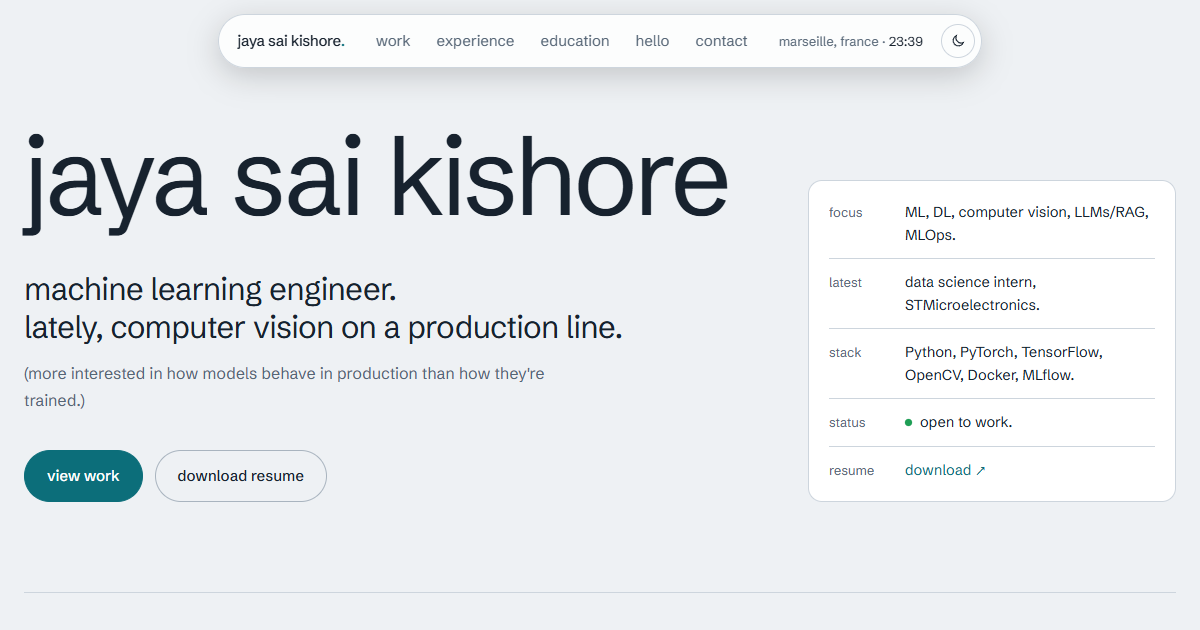 jaya sai kishore. work experience education hello contact marseille, france · 23:39
jaya sai kishore
machine learning engineer.
lately, computer vision on a production line.
(more interested in how models behave in production than how they're
trained.)
view work download resume
focus ML, DL, computer vision, LLMs/RAG,
MLOps.
latest data science intern,
STMicroelectronics.
stack Python, PyTorch, TensorFlow,
OpenCV, Docker, MLflow.
status open to work.
resume download ↗